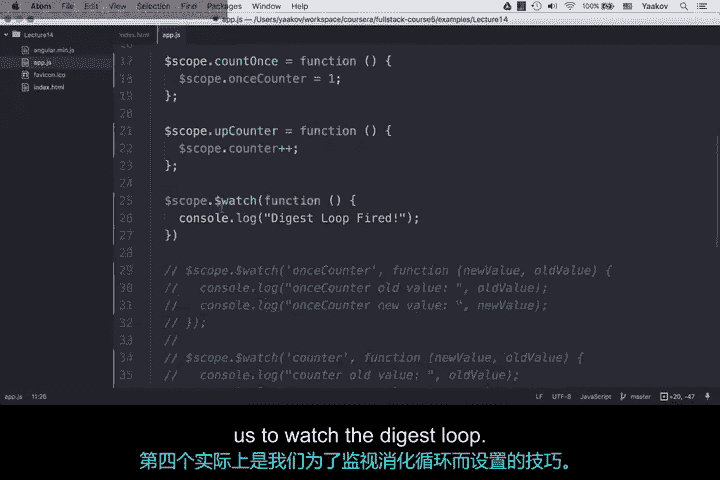 Atom File Edit View Selection Find Packages Window Help 100% Yaakov
app.js — /Users/yaakov/workspace/coursera/fullstack-course5/examples/Lecture14
Lecture14
angular.min.js
app.js
favicon.ico
index.html
index.html app.js
16
17 $scope.countOnce = function () {
18 $scope.onceCounter = 1;
19 };
20
21 $scope.upCounter = function () {
22 $scope.counter++;
23 };
24
25 $scope.$watch(function () {
26 console.log("Digest Loop Fired!");
27 })
28
29 // $scope.$watch('onceCounter', function (newValue, oldValue) {
30 // console.log("onceCounter old value: ", oldValue);
31 // console.log("onceCounter new value: ", newValue);
32 // });
33 //
34 // $scope.$watch('counter', function (newValue, oldValue) {
35 // console.log("counter old value: ", oldValue);
app.js 11:26 LF UTF-8 JavaScript master +20, -47
us to watch the digest loop.
第四个实际上是我们为了监视消化循环而设置的技巧。